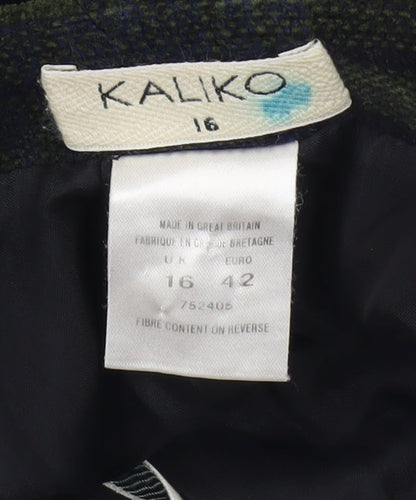 KALIKO
16
MADE IN GREAT BRITAIN
FABRIQUE EN GRANDE BRETAGNE
U K EURO
16 42
752405
FIBRE CONTENT ON REVERSE